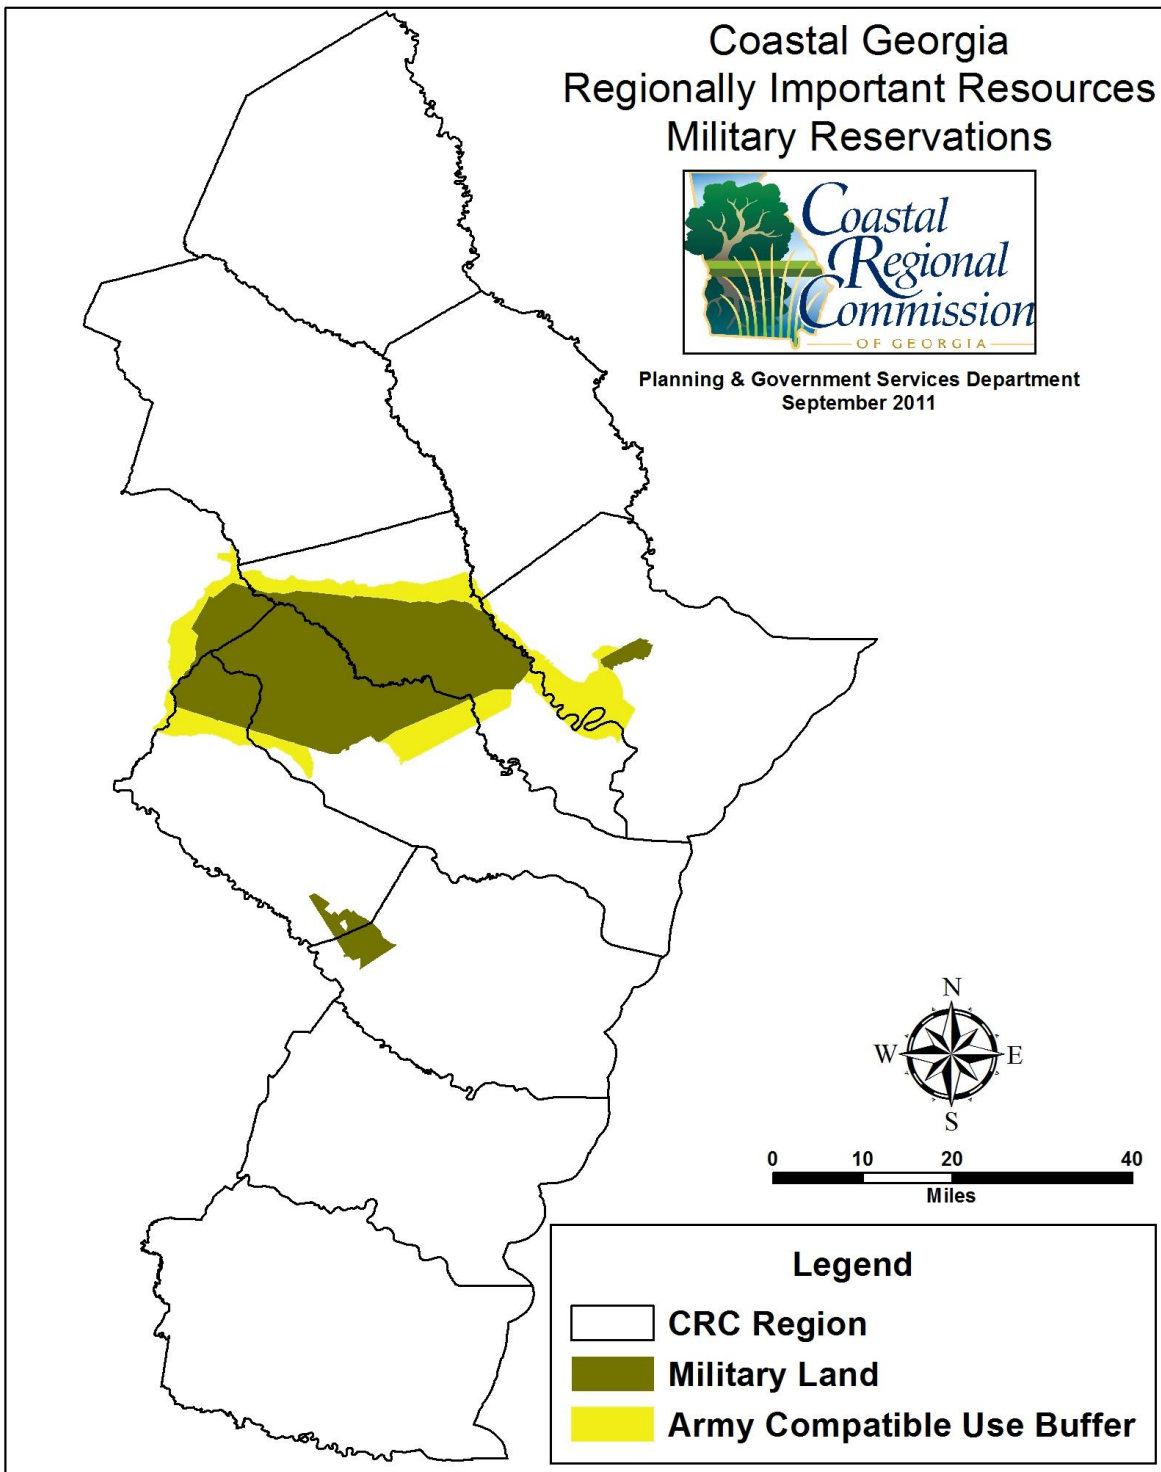 Coastal Georgia
Regionally Important Resources
Military Reservations
Coastal
Regional
Commission
OF GEORGIA
Planning & Government Services Department
September 2011
N
W E
S
0 10 20 40
Miles
Legend
CRC Region
Military Land
Army Compatible Use Buffer